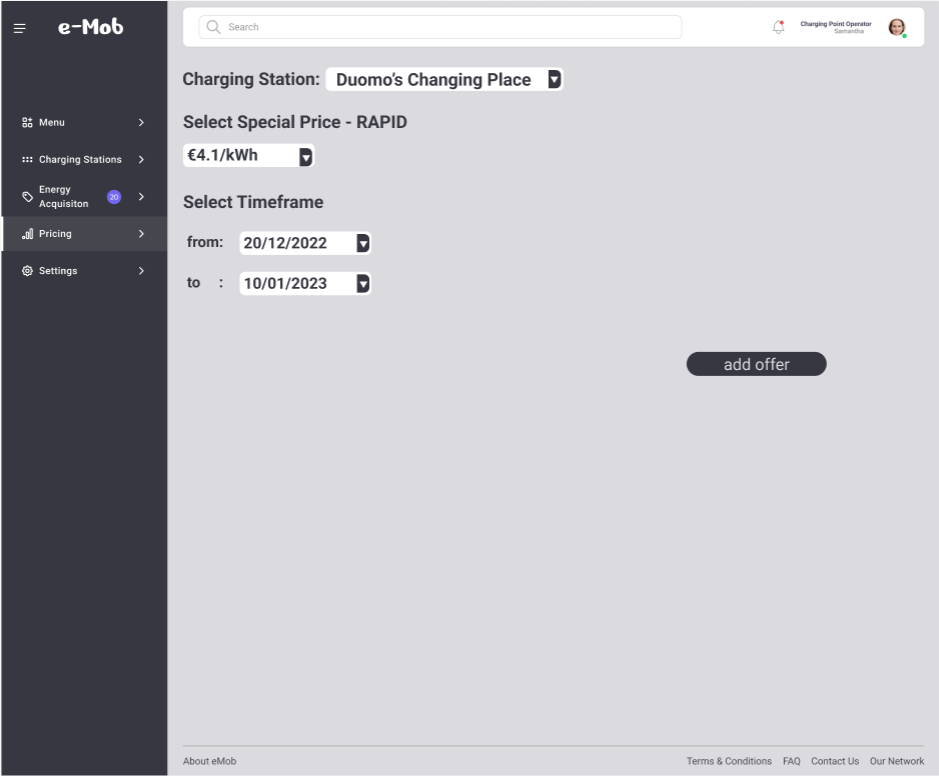 e-Mob
Search
Charging Point Operator
Samantha
Menu
Charging Stations
Energy
Acquisiton
20
Pricing
Settings
Charging Station: Duomo's Changing Place
Select Special Price - RAPID
€4.1/kWh
Select Timeframe
from: 20/12/2022
to : 10/01/2023
add offer
About eMob
Terms & Conditions FAQ Contact Us Our Network